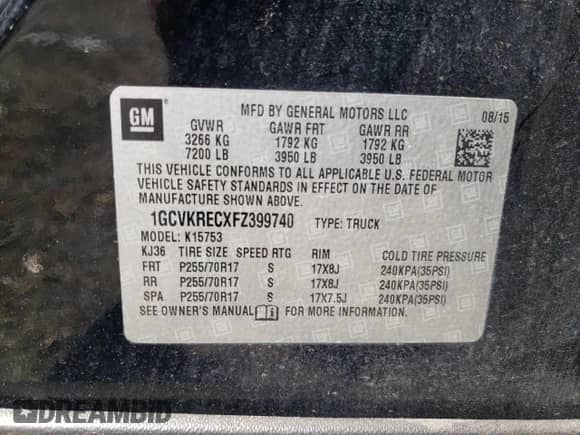 GM
MFD BY GENERAL MOTORS LLC 08/15
GVWR GAWR FRT GAWR RR
3266 KG 1792 KG 1792 KG
7200 LB 3950 LB 3950 LB
THIS VEHICLE CONFORMS TO ALL APPLICABLE U.S. FEDERAL MOTOR
VEHICLE SAFETY STANDARDS IN EFFECT ON THE DATE OF
MANUFACTURE SHOWN ABOVE.
1GCVKRECXFZ399740 TYPE: TRUCK
MODEL: K15753
KJ36 TIRE SIZE SPEED RTG RIM COLD TIRE PRESSURE
FRT P255/70R17 S 17X8J 240KPA(35PSI)
RR P255/70R17 S 17X8J 240KPA(35PSI)
SPA P255/70R17 S 17X7.5J 240KPA(35PSI)
SEE OWNER'S MANUAL FOR MORE INFORMATION.
DREAMBID